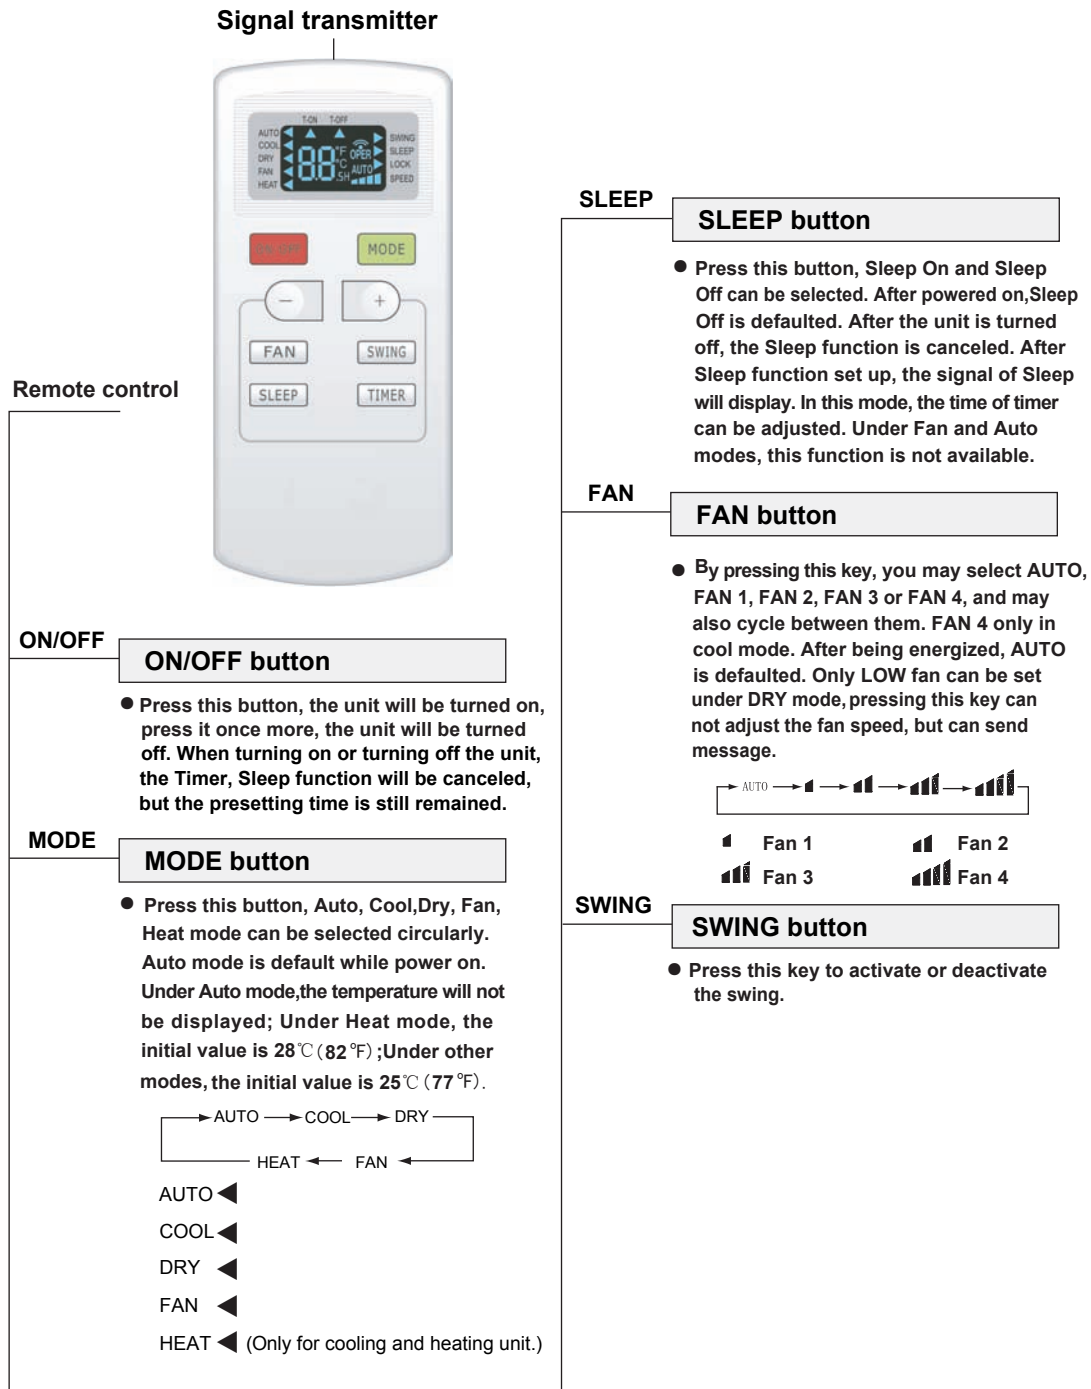 Signal transmitter
T-ON T-OFF
AUTO
COOL
DRY
FAN
HEAT
88
°F
°C
.5H
OPER
AUTO
SWING
SLEEP
LOCK
SPEED
ON/OFF
MODE
−
+
FAN
SWING
SLEEP
TIMER
Remote control
ON/OFF
ON/OFF button
● Press this button, the unit will be turned on,
press it once more, the unit will be turned
off. When turning on or turning off the unit,
the Timer, Sleep function will be canceled,
but the presetting time is still remained.
MODE
MODE button
● Press this button, Auto, Cool,Dry, Fan,
Heat mode can be selected circularly.
Auto mode is default while power on.
Under Auto mode,the temperature will not
be displayed; Under Heat mode, the
initial value is 28℃(82°F);Under other
modes, the initial value is 25℃(77°F).
AUTO COOL DRY
HEAT FAN
AUTO
COOL
DRY
FAN
HEAT (Only for cooling and heating unit.)
SLEEP
SLEEP button
● Press this button, Sleep On and Sleep
Off can be selected. After powered on,Sleep
Off is defaulted. After the unit is turned
off, the Sleep function is canceled. After
Sleep function set up, the signal of Sleep
will display. In this mode, the time of timer
can be adjusted. Under Fan and Auto
modes, this function is not available.
FAN
FAN button
● By pressing this key, you may select AUTO,
FAN 1, FAN 2, FAN 3 or FAN 4, and may
also cycle between them. FAN 4 only in
cool mode. After being energized, AUTO
is defaulted. Only LOW fan can be set
under DRY mode, pressing this key can
not adjust the fan speed, but can send
message.
AUTO
Fan 1 Fan 2
Fan 3 Fan 4
SWING
SWING button
● Press this key to activate or deactivate
the swing.